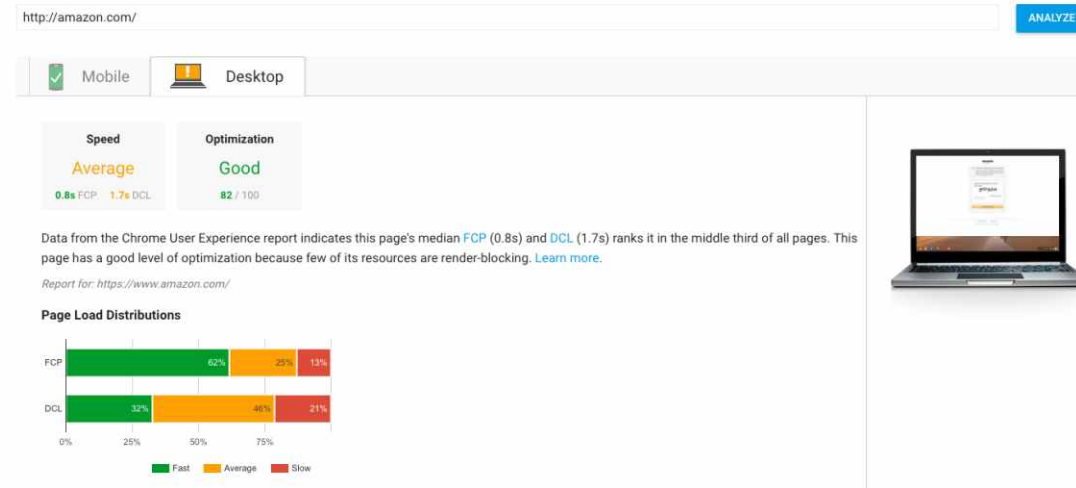 http://amazon.com/
ANALYZE
Mobile
Desktop
Speed
Optimization
Average
Good
0.8s FCP 1.7s DCL
82 / 100
Data from the Chrome User Experience report indicates this page's median FCP (0.8s) and DCL (1.7s) ranks it in the middle third of all pages. This
page has a good level of optimization because few of its resources are render-blocking. Learn more.
Report for: https://www.amazon.com/
Page Load Distributions
FCP
62%
25%
13%
DCL
32%
46%
21%
0%
25%
50%
75%
Fast
Average
Slow